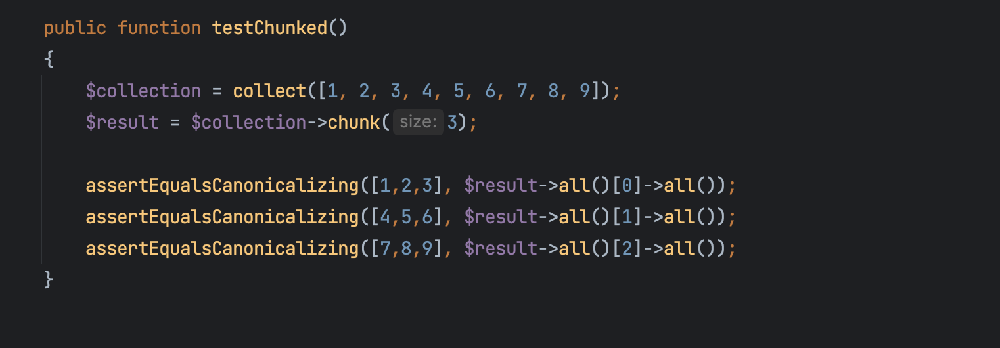 public function testChunked()
{
    $collection = collect([1, 2, 3, 4, 5, 6, 7, 8, 9]);
    $result = $collection->chunk( size: 3);

    assertEqualsCanonicalizing([1,2,3], $result->all()[0]->all());
    assertEqualsCanonicalizing([4,5,6], $result->all()[1]->all());
    assertEqualsCanonicalizing([7,8,9], $result->all()[2]->all());
}